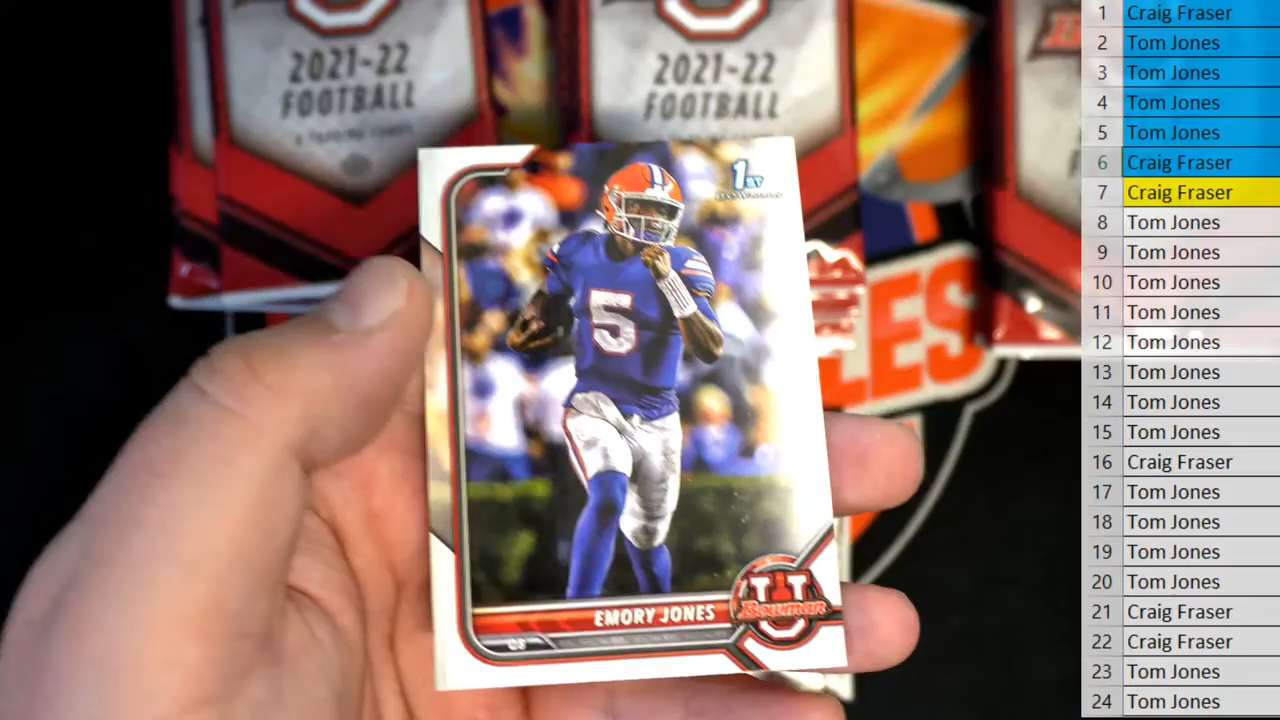 2021-22
FOOTBALL
2021-22
FOOTBALL
LES
1ST
Bowman
5
EMORY JONES
QB
U
Bowman
1 Craig Fraser
2 Tom Jones
3 Tom Jones
4 Tom Jones
5 Tom Jones
6 Craig Fraser
7 Craig Fraser
8 Tom Jones
9 Tom Jones
10 Tom Jones
11 Tom Jones
12 Tom Jones
13 Tom Jones
14 Tom Jones
15 Tom Jones
16 Craig Fraser
17 Tom Jones
18 Tom Jones
19 Tom Jones
20 Tom Jones
21 Craig Fraser
22 Craig Fraser
23 Tom Jones
24 Tom Jones